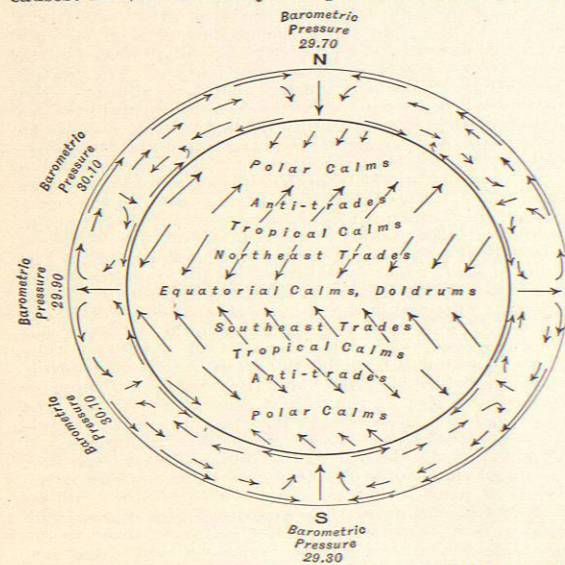 Barometric
Pressure
29.70
N
Barometric
Pressure
30.10
Polar Calms
Anti-trades
Tropical Calms
Northeast Trades
Barometric
Pressure
29.90
Equatorial Calms, Doldrums
Southeast Trades
Tropical Calms
Anti-trades
Barometric
Pressure
30.10
Polar Calms
S
Barometric
Pressure
29.30